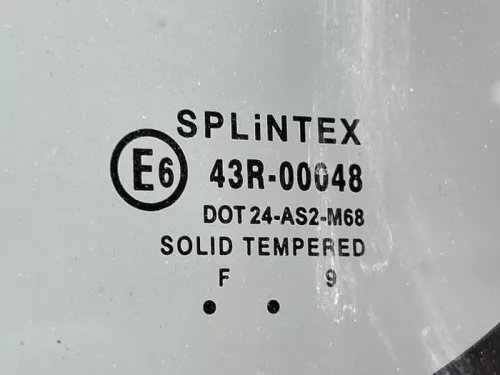 SPLiNTEX
E6 43R-00048
DOT 24-AS2-M68
SOLID TEMPERED
F 9